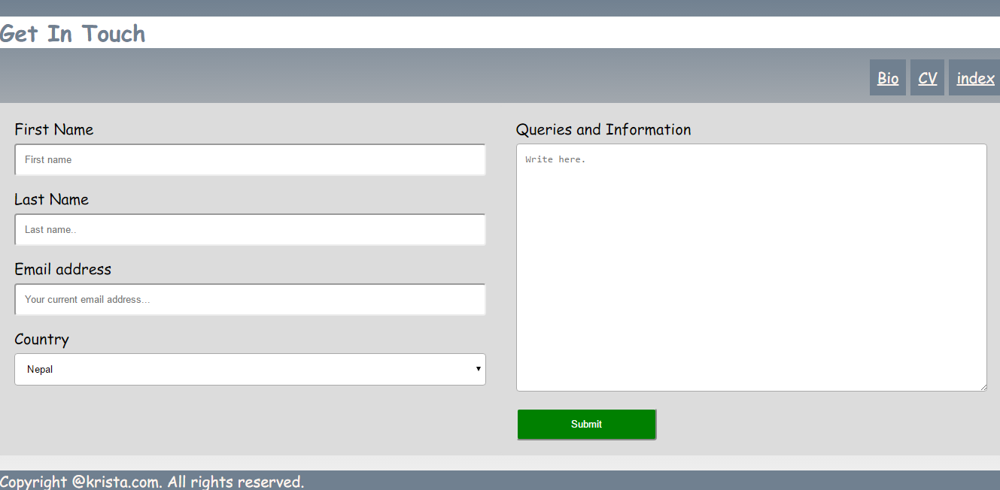 Get In Touch
Bio CV index
First Name
First name
Last Name
Last name..
Email address
Your current email address...
Country
Nepal
Queries and Information
Write here.
Submit
Copyright @krista.com. All rights reserved.